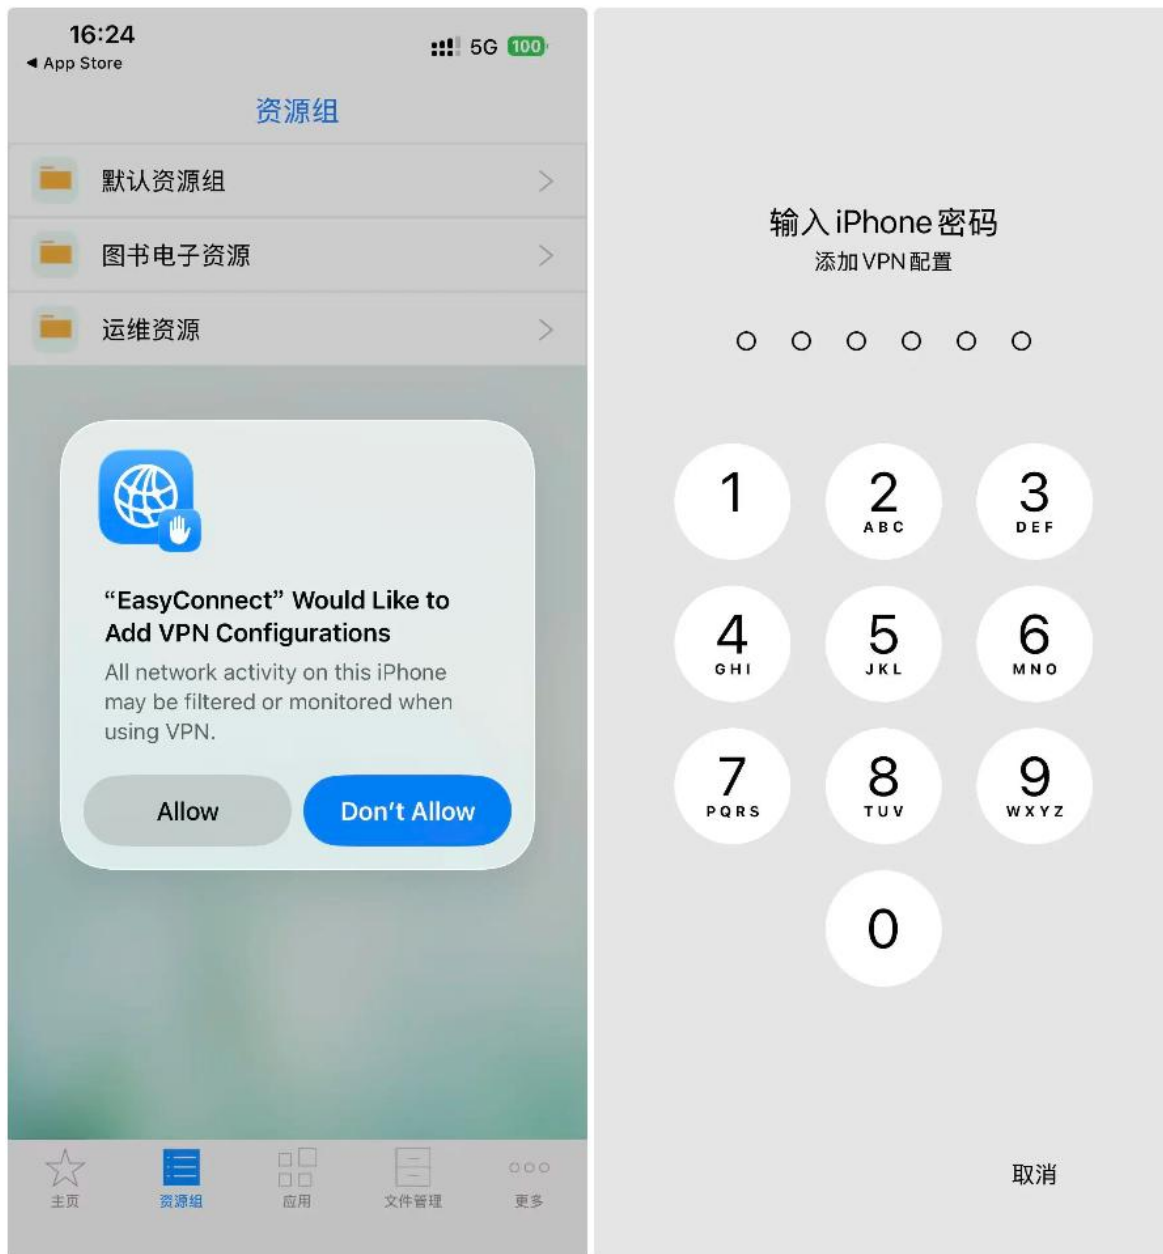 16:24
5G 100
◀ App Store
资源组
默认资源组
图书电子资源
运维资源
“EasyConnect” Would Like to
Add VPN Configurations
All network activity on this iPhone
may be filtered or monitored when
using VPN.
Allow Don’t Allow
主页 资源组 应用 文件管理 更多
输入 iPhone 密码
添加 VPN 配置
1 2 3
ABC DEF
4 5 6
GHI JKL MNO
7 8 9
PQRS TUV WXYZ
0
取消